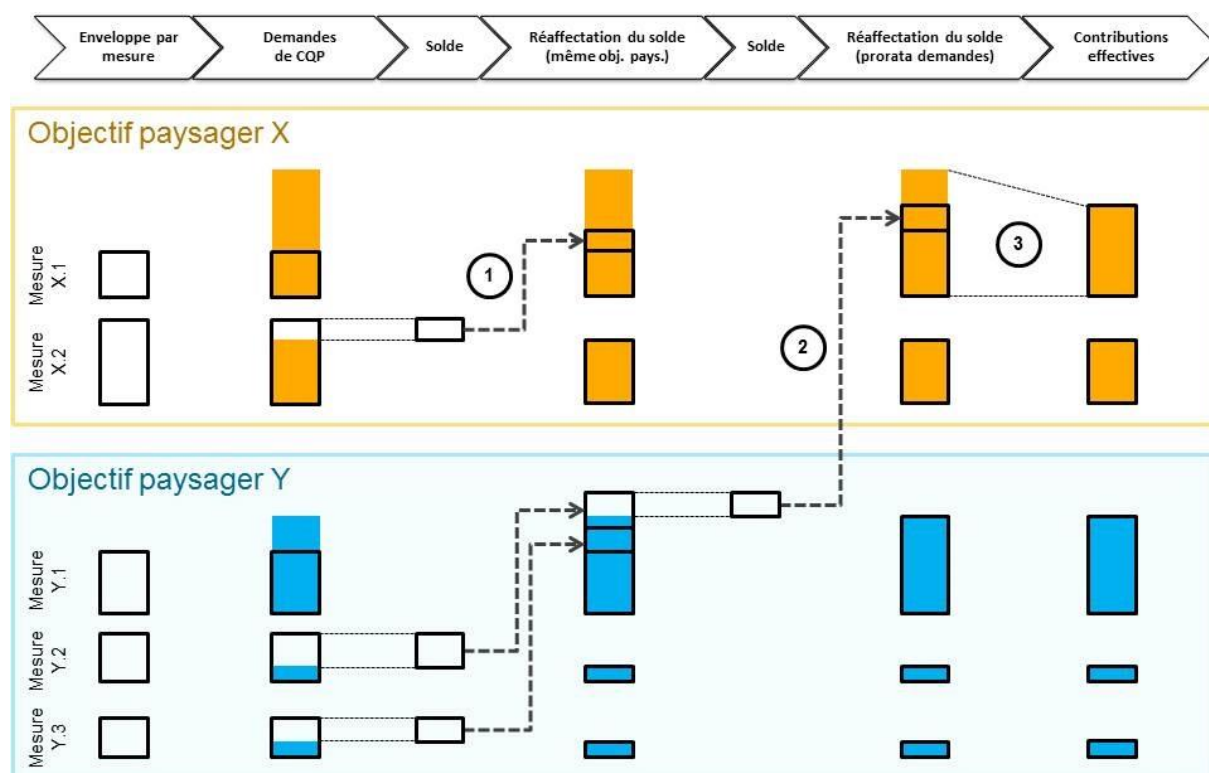 Enveloppe par
mesure
Demandes
de CQP
Solde
Réaffectation du solde
(même obj. pays.)
Solde
Réaffectation du solde
(prorata demandes)
Contributions
effectives
Objectif paysager X
Mesure
X.1
1
3
Mesure
X.2
2
Objectif paysager Y
Mesure
Y.1
Mesure
Y.2
Mesure
Y.3